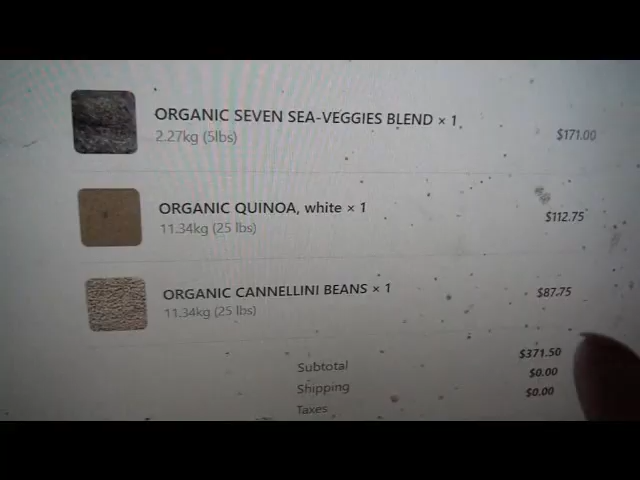 ORGANIC SEVEN SEA-VEGGIES BLEND × 1
2.27kg (5lbs)
$171.00
ORGANIC QUINOA, white × 1
11.34kg (25 lbs)
$112.75
ORGANIC CANNELLINI BEANS × 1
11.34kg (25 lbs)
$87.75
Subtotal $371.50
Shipping $0.00
Taxes $0.00